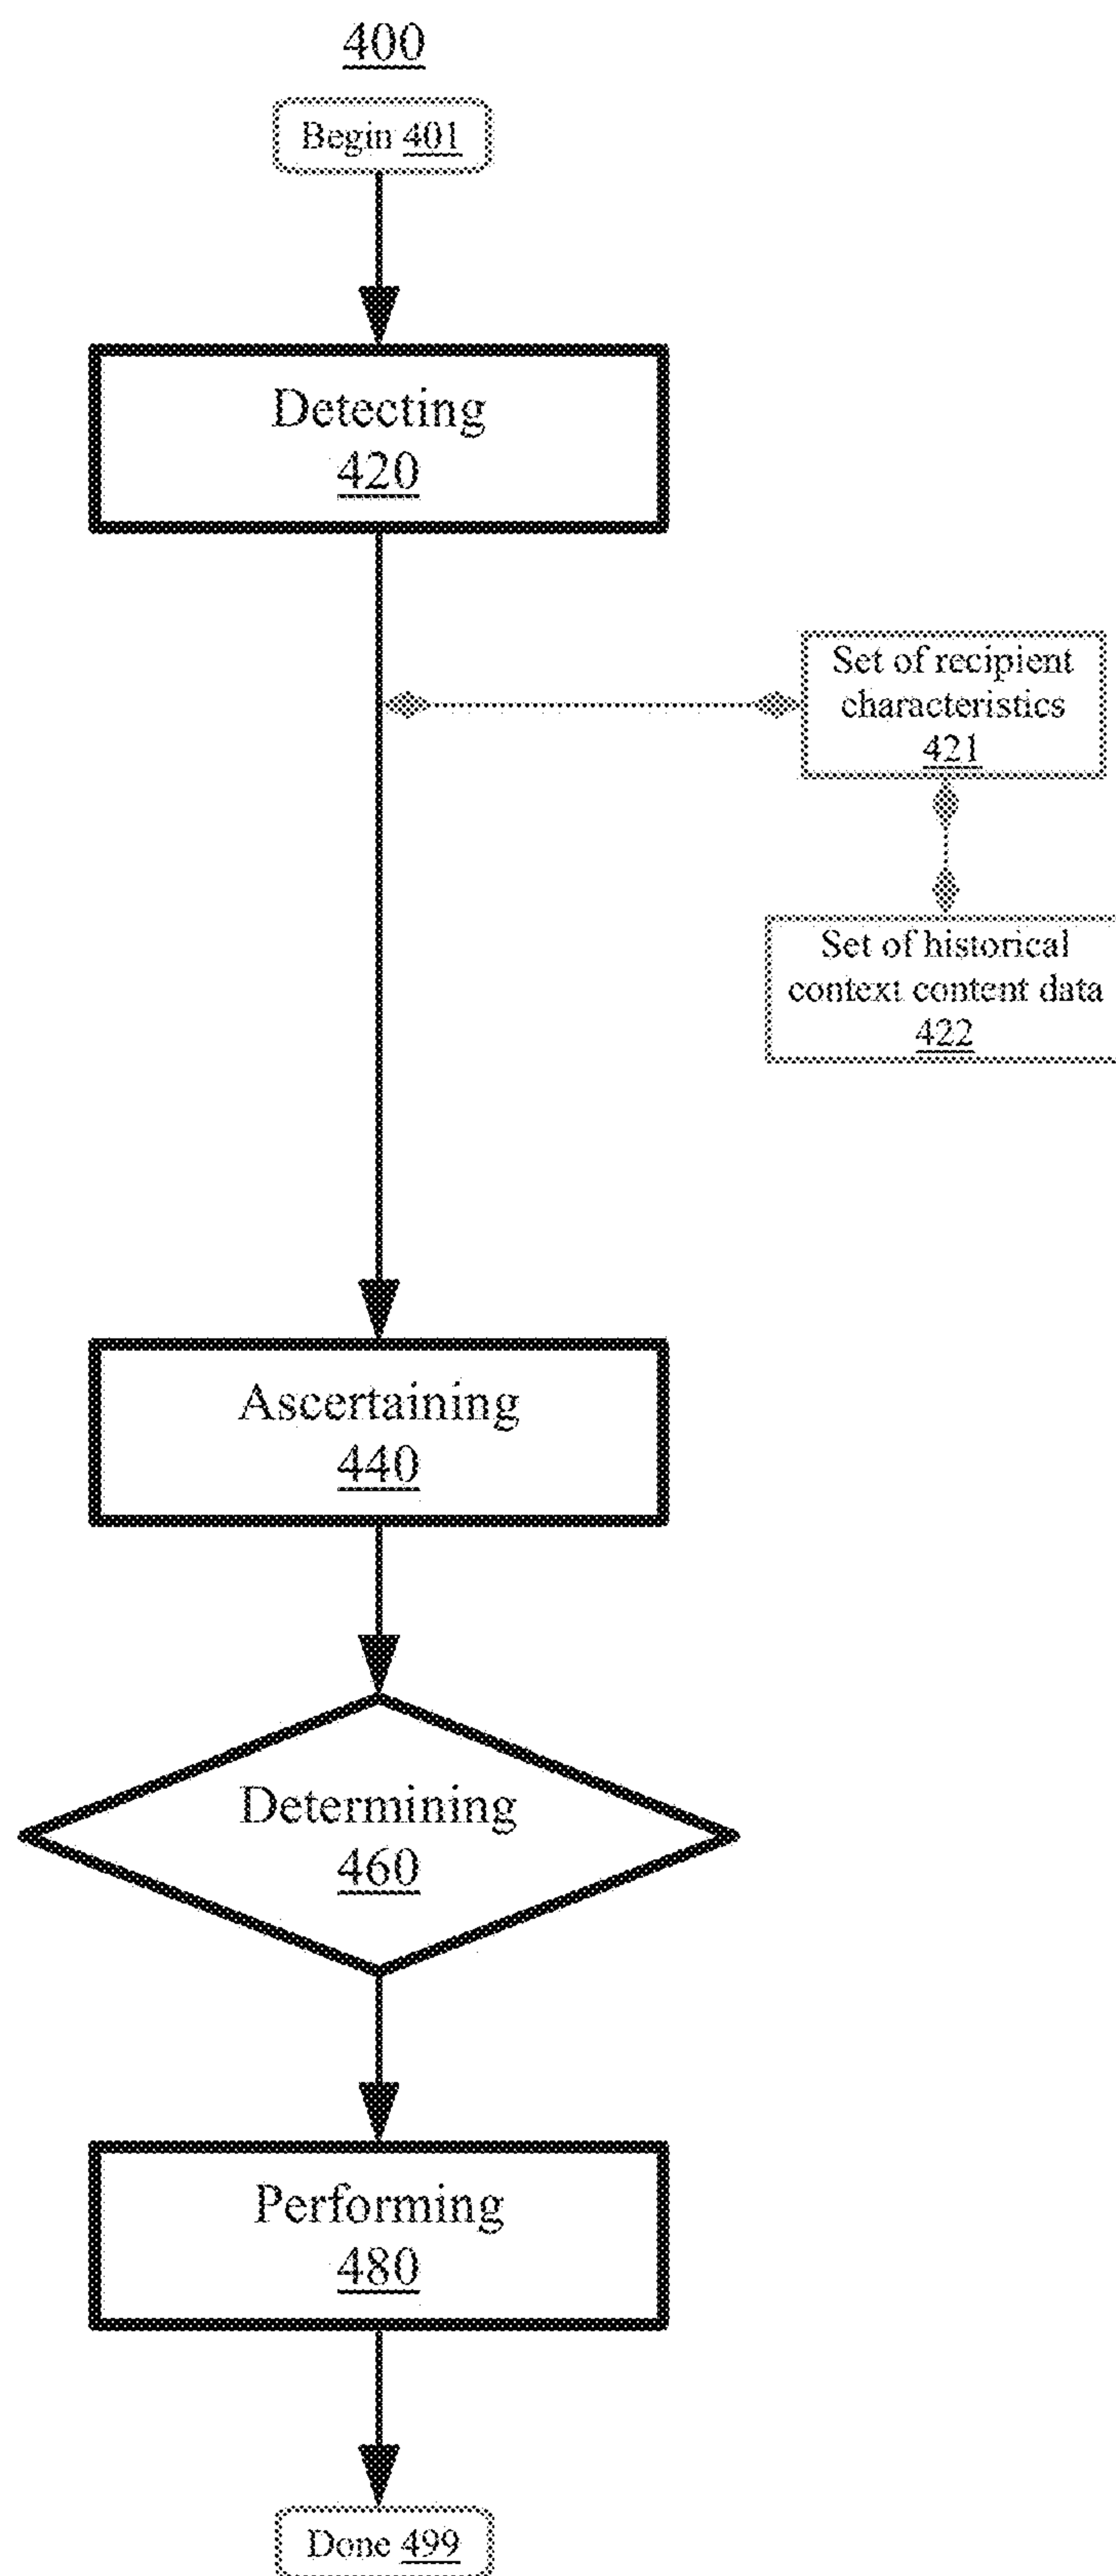 400
Begin 401
Detecting
420
Set of recipient
characteristics
421
Set of historical
context content data
422
Ascertaining
440
Determining
460
Performing
480
Done 499